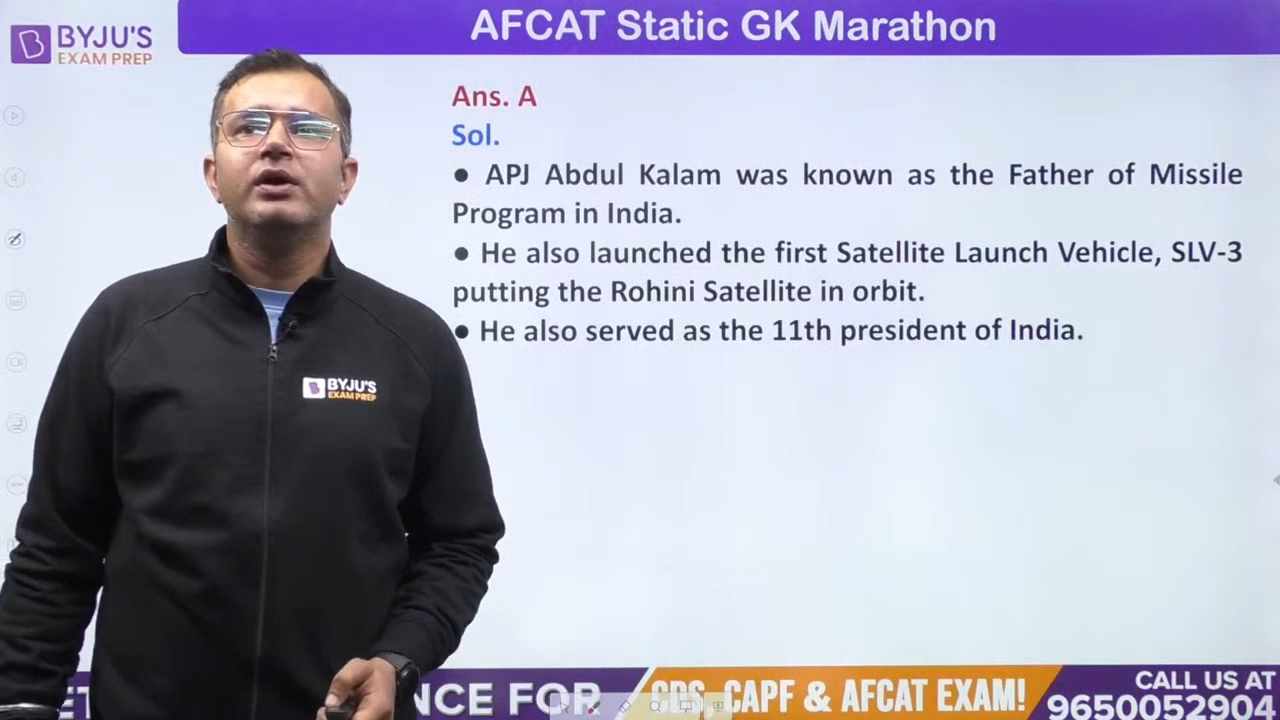 BYJU'S
EXAM PREP
AFCAT Static GK Marathon
Ans. A
Sol.
● APJ Abdul Kalam was known as the Father of Missile
Program in India.
● He also launched the first Satellite Launch Vehicle, SLV-3
putting the Rohini Satellite in orbit.
● He also served as the 11th president of India.
BYJU'S
EXAM PREP
NCE FOR
CDS, CAPF & AFCAT EXAM!
CALL US AT
9650052904